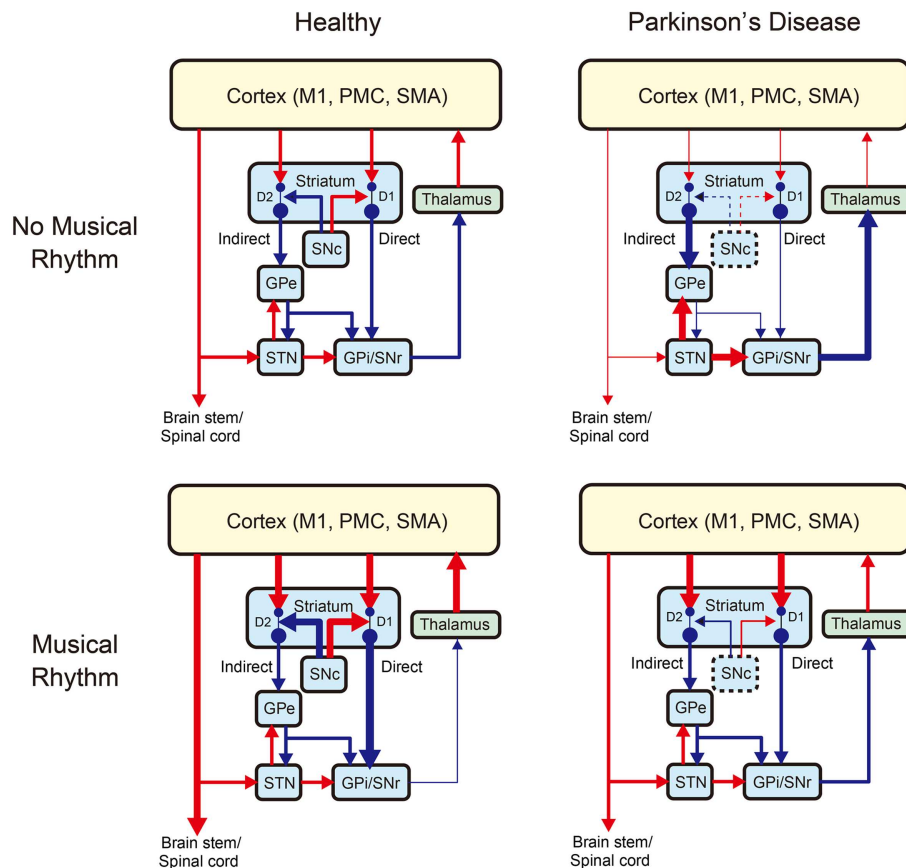 Healthy
Parkinson's Disease
No Musical
Rhythm
Cortex (M1, PMC, SMA)
Striatum
D2
D1
Thalamus
Indirect
SNc
Direct
GPe
STN
GPi/SNr
Brain stem/
Spinal cord
Cortex (M1, PMC, SMA)
Striatum
D2
D1
Thalamus
Indirect
SNc
Direct
GPe
STN
GPi/SNr
Brain stem/
Spinal cord
Musical
Rhythm
Cortex (M1, PMC, SMA)
Striatum
D2
D1
Thalamus
Indirect
SNc
Direct
GPe
STN
GPi/SNr
Brain stem/
Spinal cord
Cortex (M1, PMC, SMA)
Striatum
D2
D1
Thalamus
Indirect
SNc
Direct
GPe
STN
GPi/SNr
Brain stem/
Spinal cord